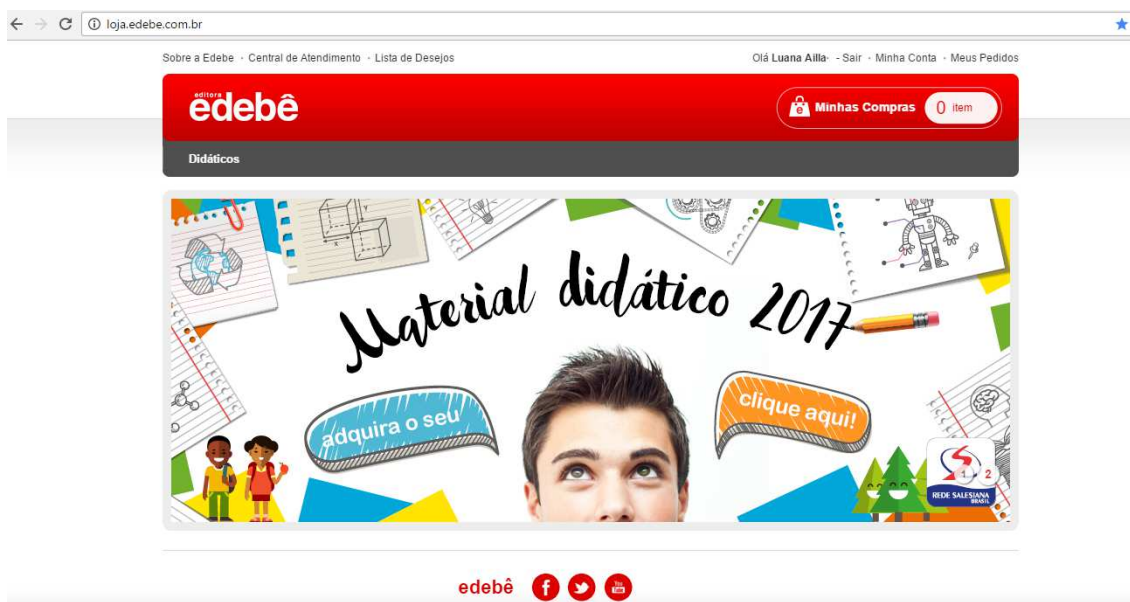 loja.edebe.com.br
Sobre a Edebe · Central de Atendimento · Lista de Desejos
Olá Luana Ailla· - Sair · Minha Conta · Meus Pedidos
editora
edebê
Minhas Compras 0 item
Didáticos
Material didático 2017
adquira o seu
clique aqui!
1 2
REDE SALESIANA
BRASIL
edebê